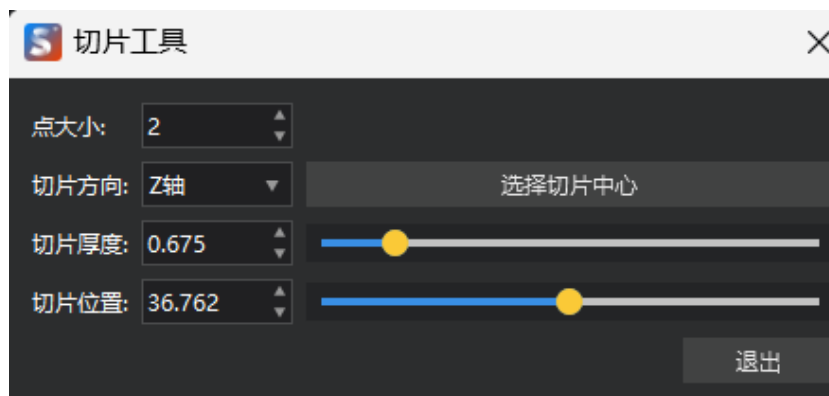 切片工具
点大小: 2
切片方向: Z轴 选择切片中心
切片厚度: 0.675
切片位置: 36.762
退出